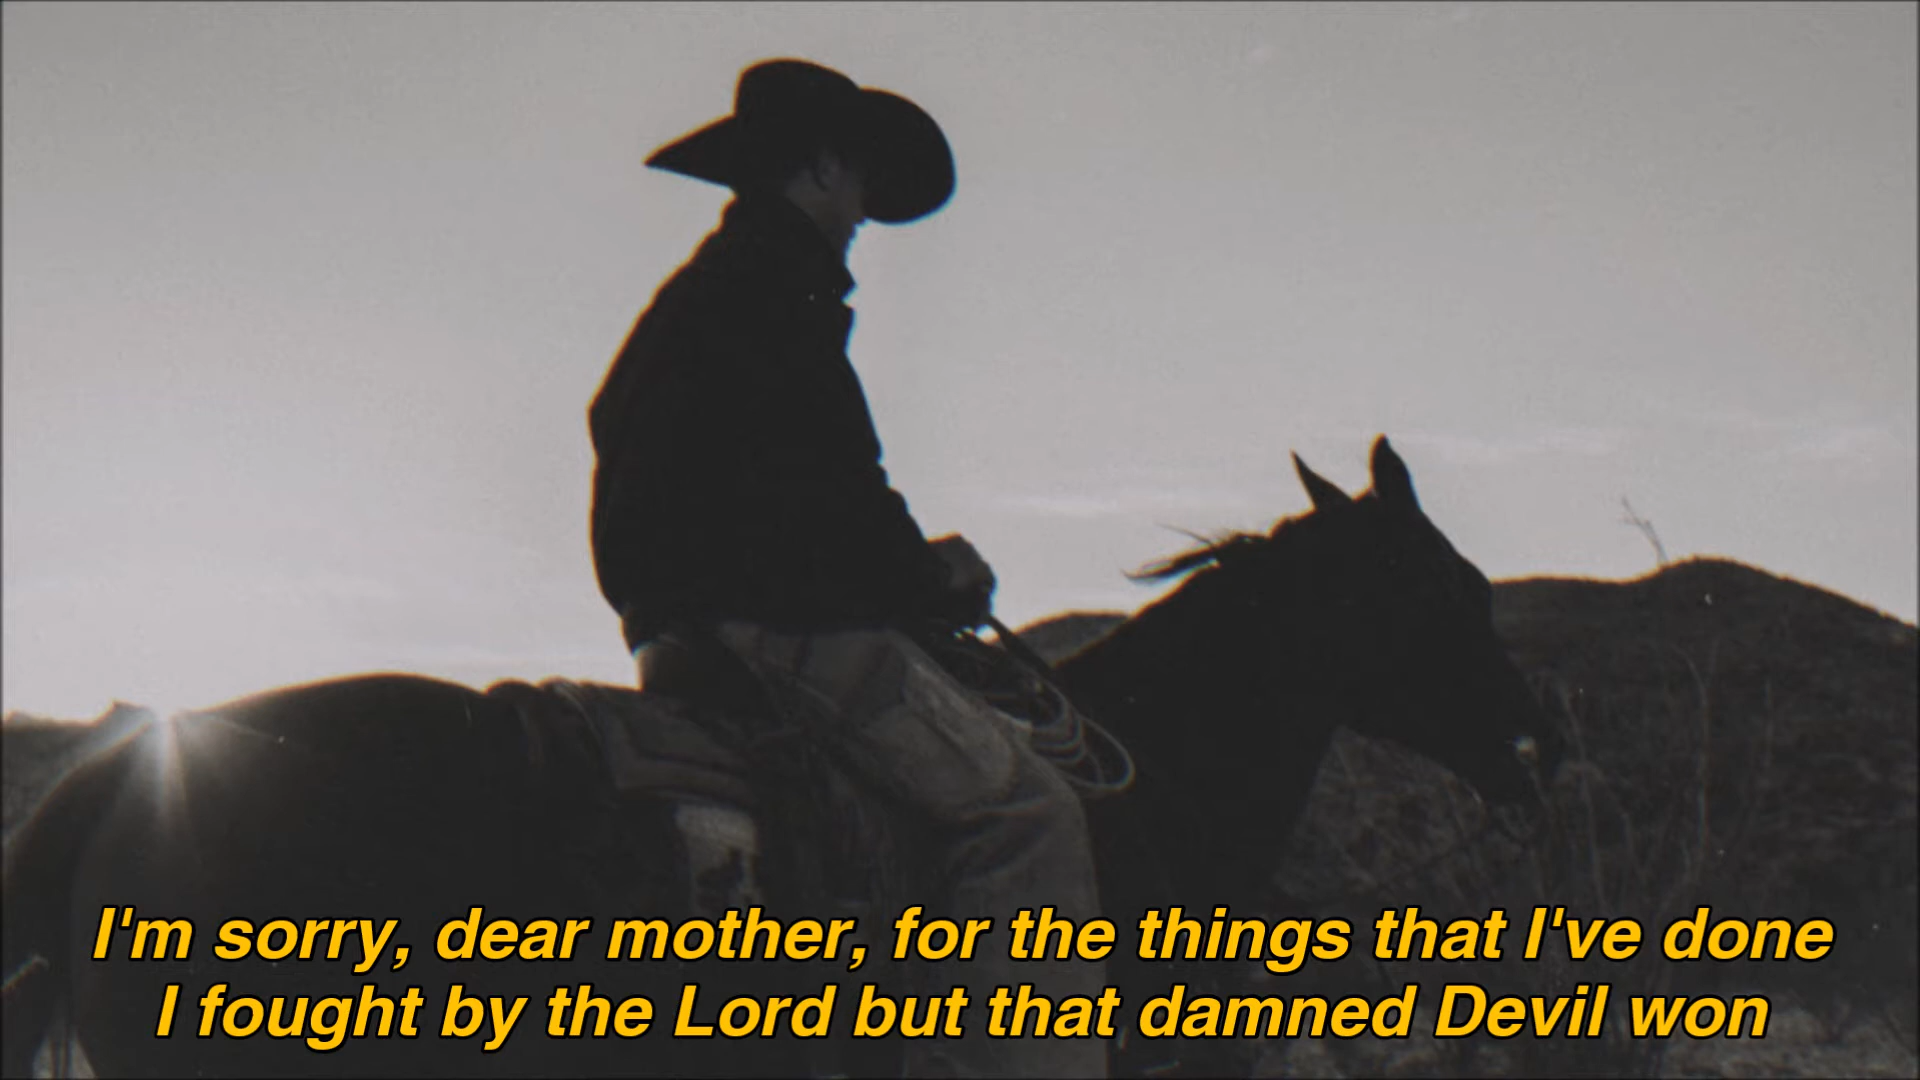 I'm sorry, dear mother, for the things that I've done
I fought by the Lord but that damned Devil won